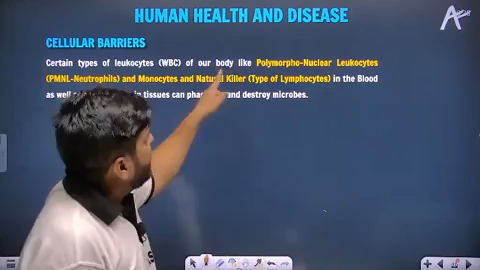 HUMAN HEALTH AND DISEASE
CELLULAR BARRIERS
Certain types of leukocytes (WBC) of our body like Polymorpho-Nuclear Leukocytes
(PMNL-Neutrophils) and Monocytes and Natural Killer (Type of Lymphocytes) in the Blood
as well in tissues can and destroy microbes.